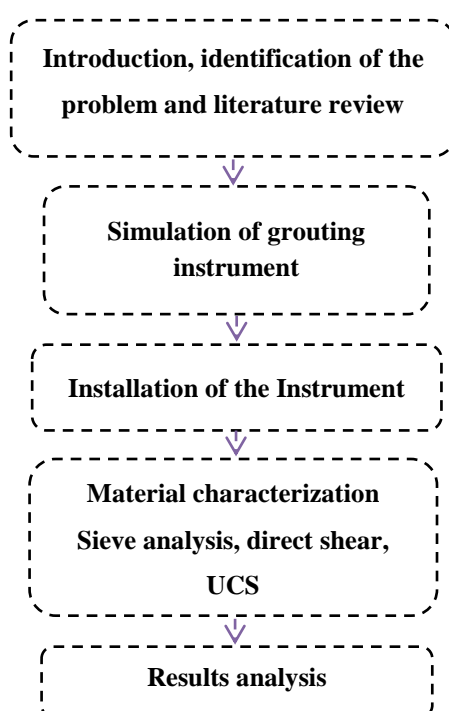 Introduction, identification of the
problem and literature review
Simulation of grouting
instrument
Installation of the Instrument
Material characterization
Sieve analysis, direct shear,
UCS
Results analysis